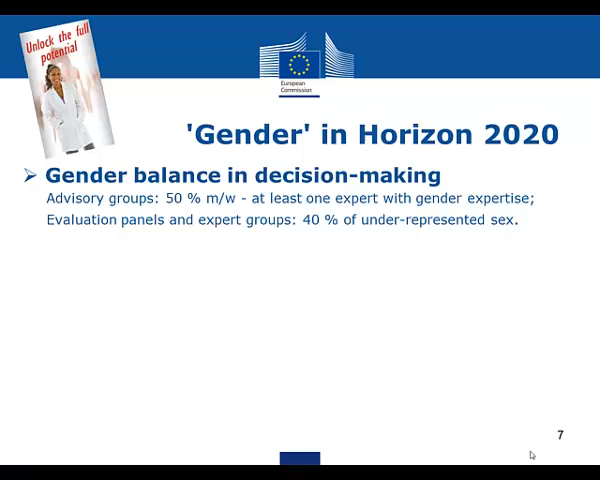 Unlock the full
potential
European
Commission
'Gender' in Horizon 2020
Gender balance in decision-making
Advisory groups: 50 % m/w - at least one expert with gender expertise;
Evaluation panels and expert groups: 40 % of under-represented sex.
7